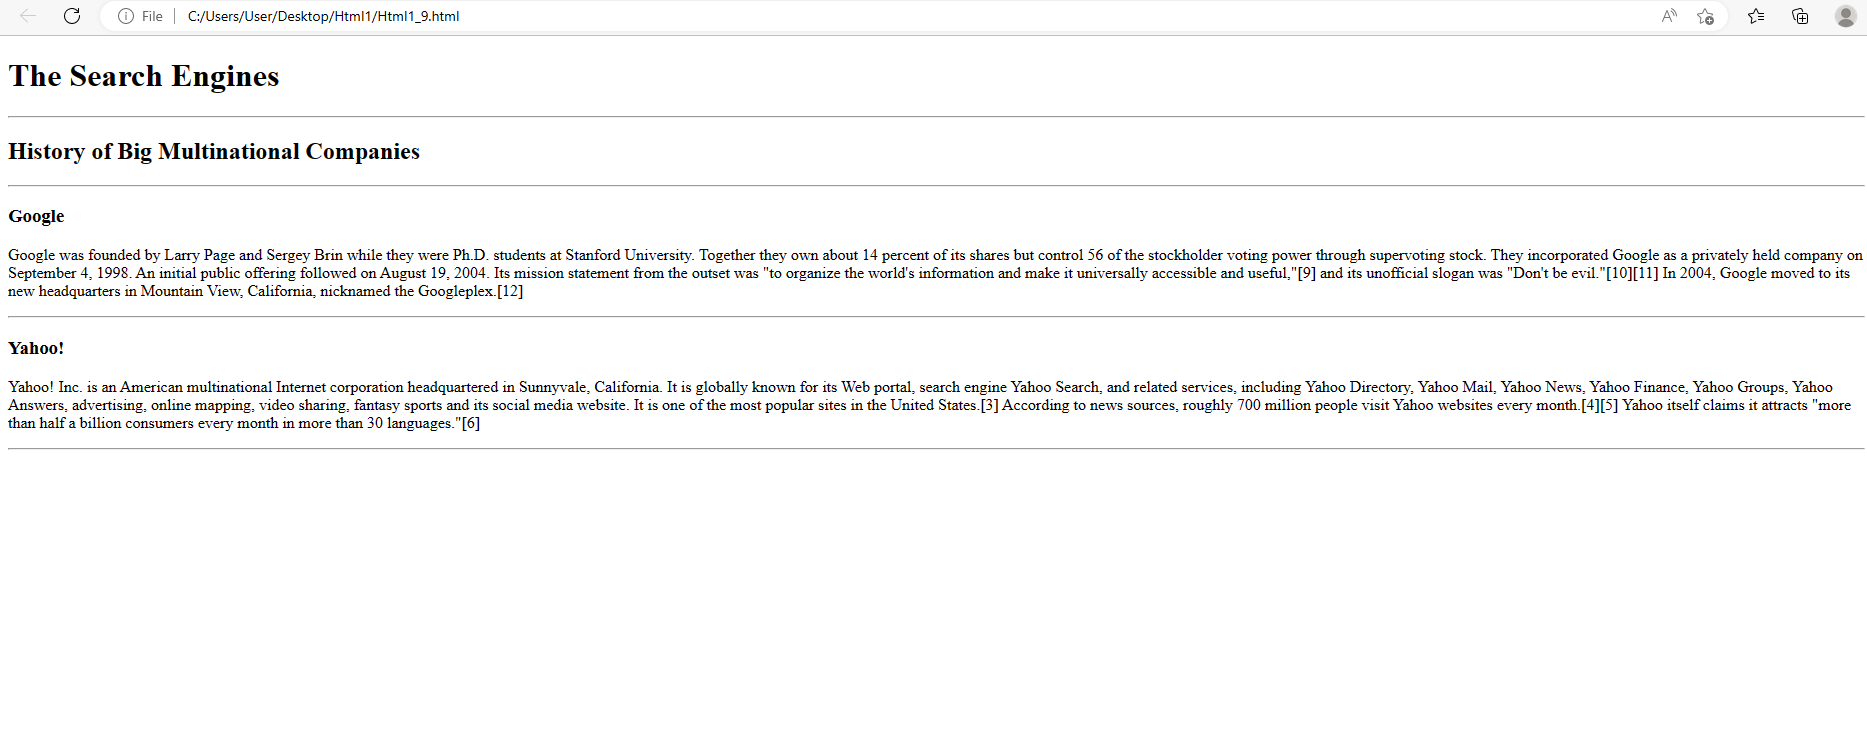 File
C:/Users/User/Desktop/Html1/Html1_9.html
The Search Engines
History of Big Multinational Companies
Google
Google was founded by Larry Page and Sergey Brin while they were Ph.D. students at Stanford University. Together they own about 14 percent of its shares but control 56 of the stockholder voting power through supervoting stock. They incorporated Google as a privately held company on
September 4, 1998. An initial public offering followed on August 19, 2004. Its mission statement from the outset was "to organize the world's information and make it universally accessible and useful,"[9] and its unofficial slogan was "Don't be evil."[10][11] In 2004, Google moved to its
new headquarters in Mountain View, California, nicknamed the Googleplex.[12]
Yahoo!
Yahoo! Inc. is an American multinational Internet corporation headquartered in Sunnyvale, California. It is globally known for its Web portal, search engine Yahoo Search, and related services, including Yahoo Directory, Yahoo Mail, Yahoo News, Yahoo Finance, Yahoo Groups, Yahoo
Answers, advertising, online mapping, video sharing, fantasy sports and its social media website. It is one of the most popular sites in the United States.[3] According to news sources, roughly 700 million people visit Yahoo websites every month.[4][5] Yahoo itself claims it attracts "more
than half a billion consumers every month in more than 30 languages."[6]